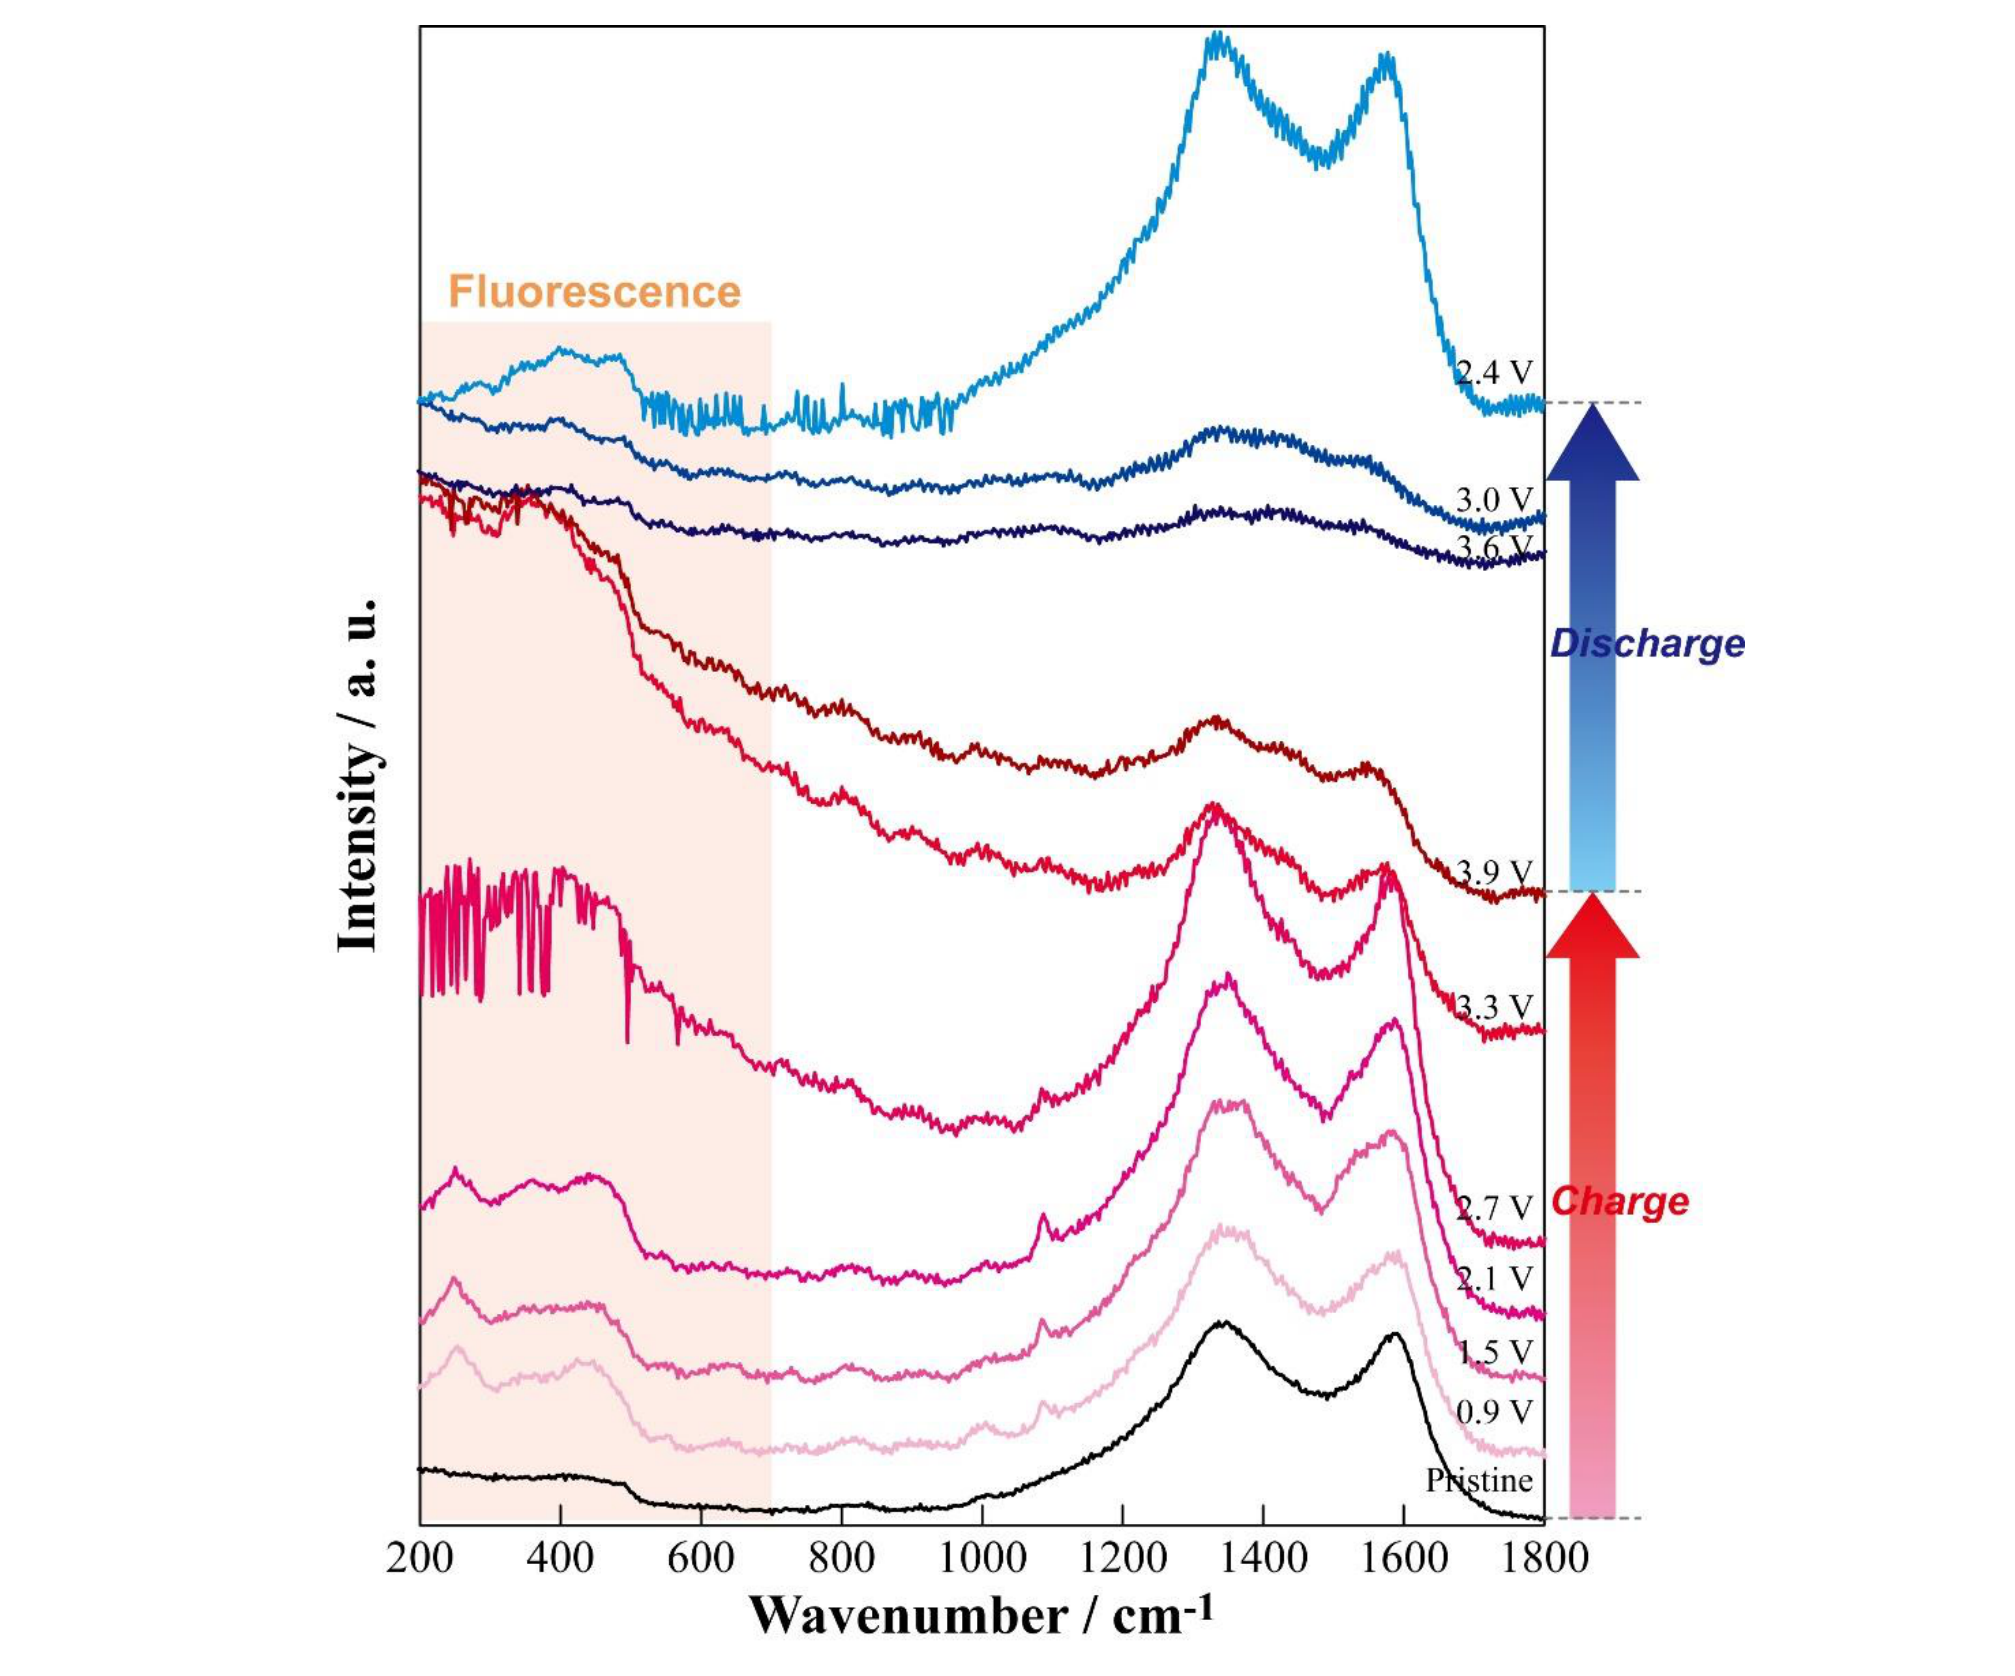 Fluorescence
2.4 V
3.0 V
3.6 V
Discharge
Intensity / a. u.
3.9 V
3.3 V
2.7 V
Charge
2.1 V
1.5 V
0.9 V
Pristine
200 400 600 800 1000 1200 1400 1600 1800
Wavenumber / cm-1